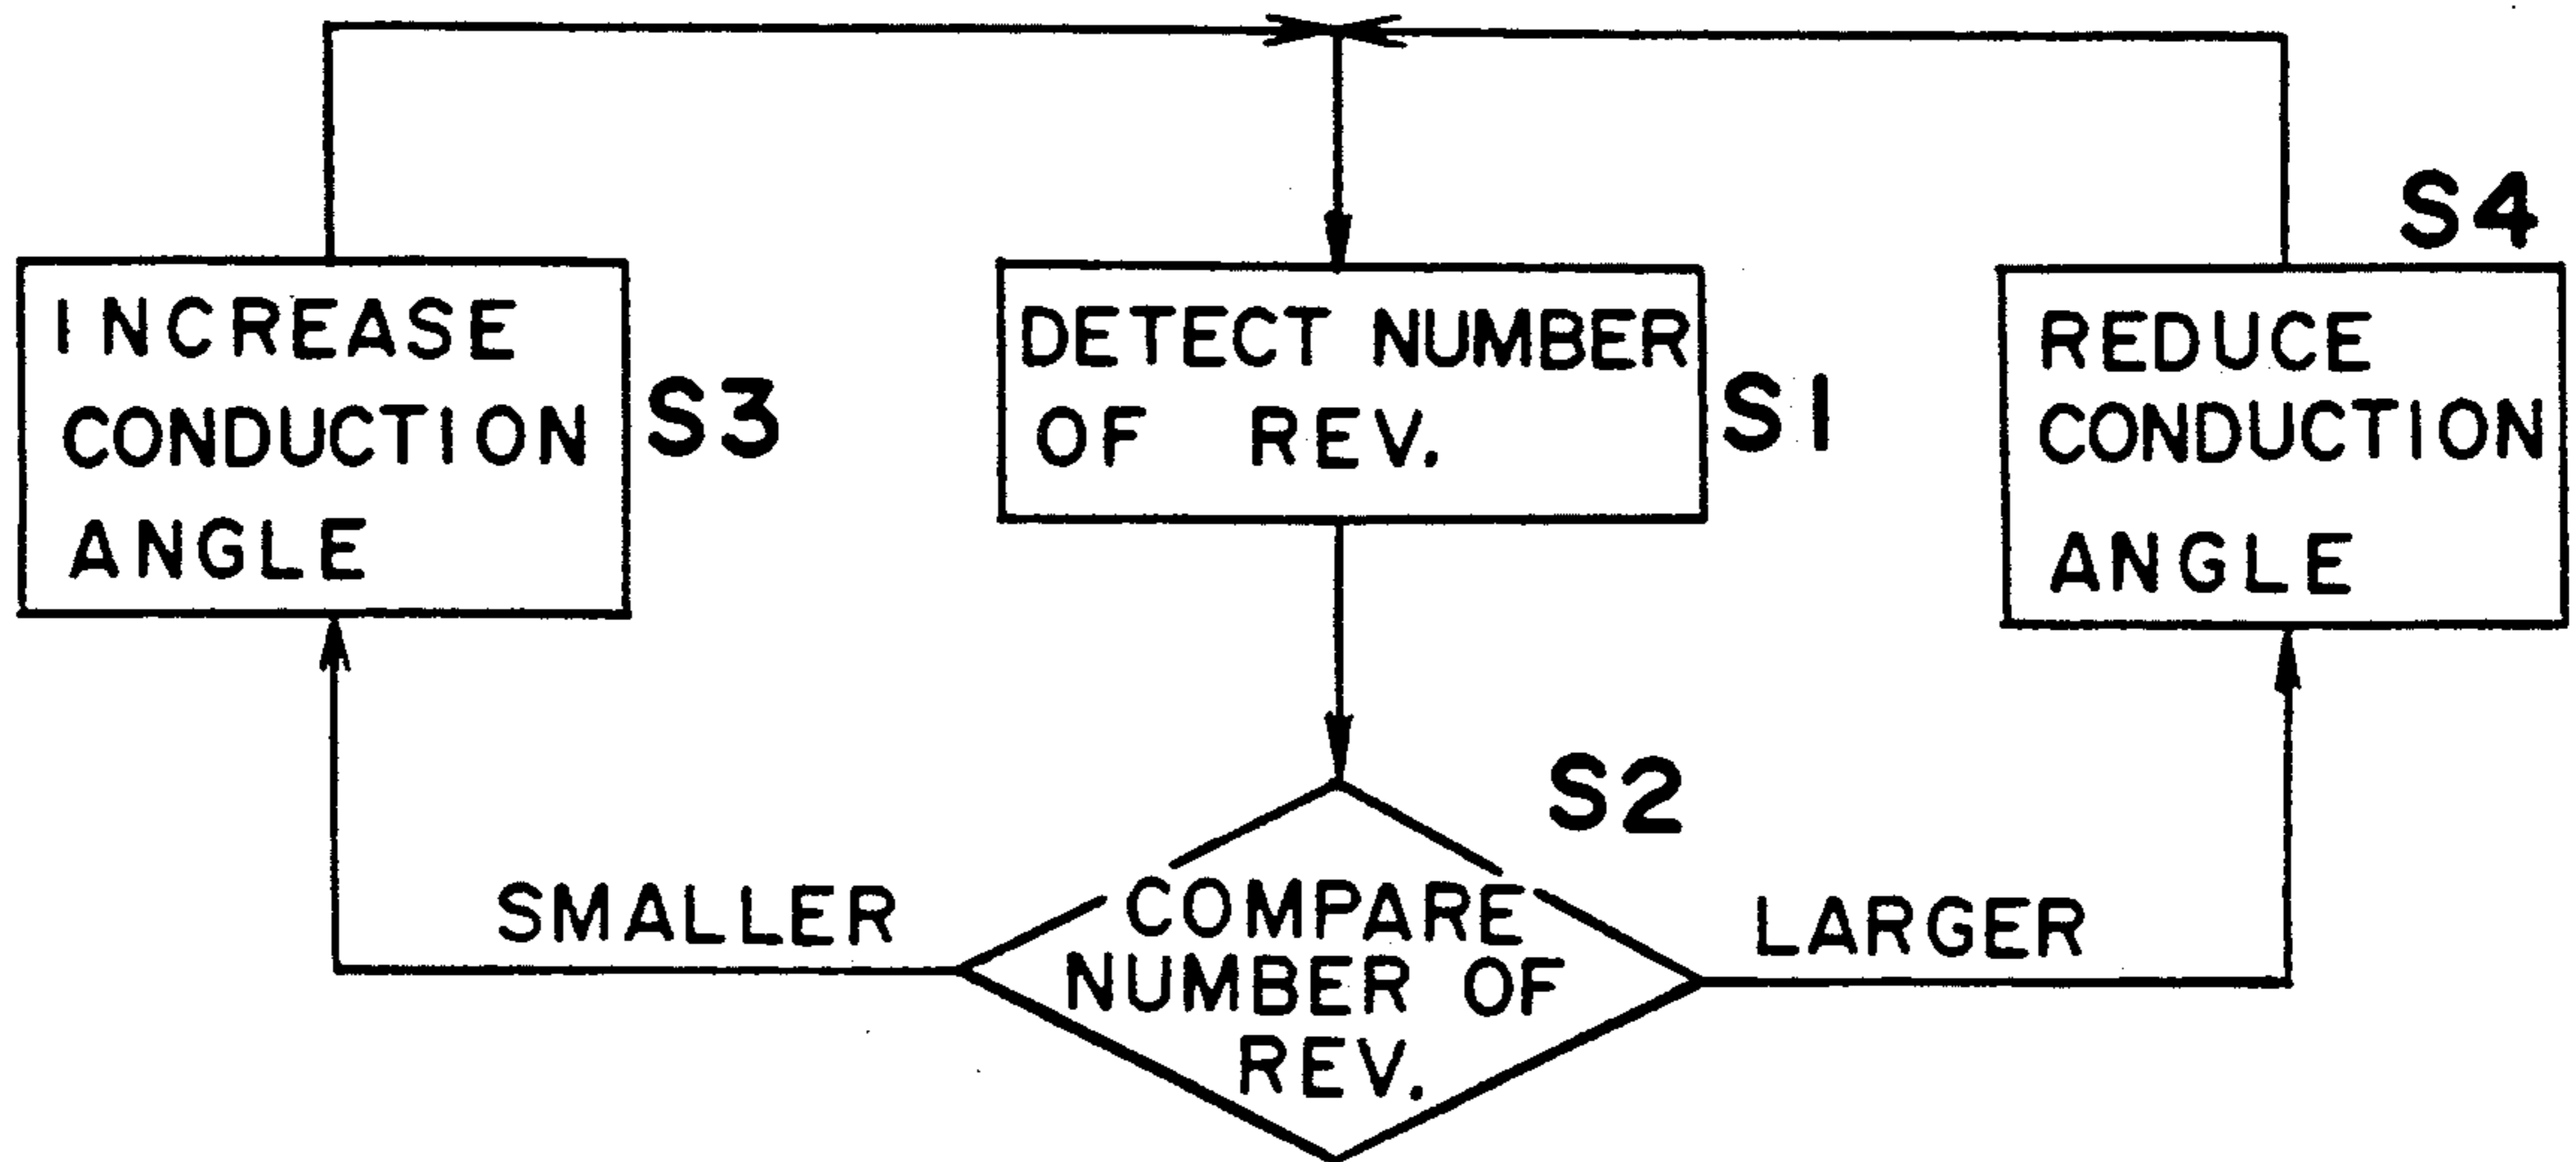 INCREASE
CONDUCTION
ANGLE
S3
DETECT NUMBER
OF REV.
S1
S4
REDUCE
CONDUCTION
ANGLE
S2
COMPARE
NUMBER OF
REV.
SMALLER
LARGER